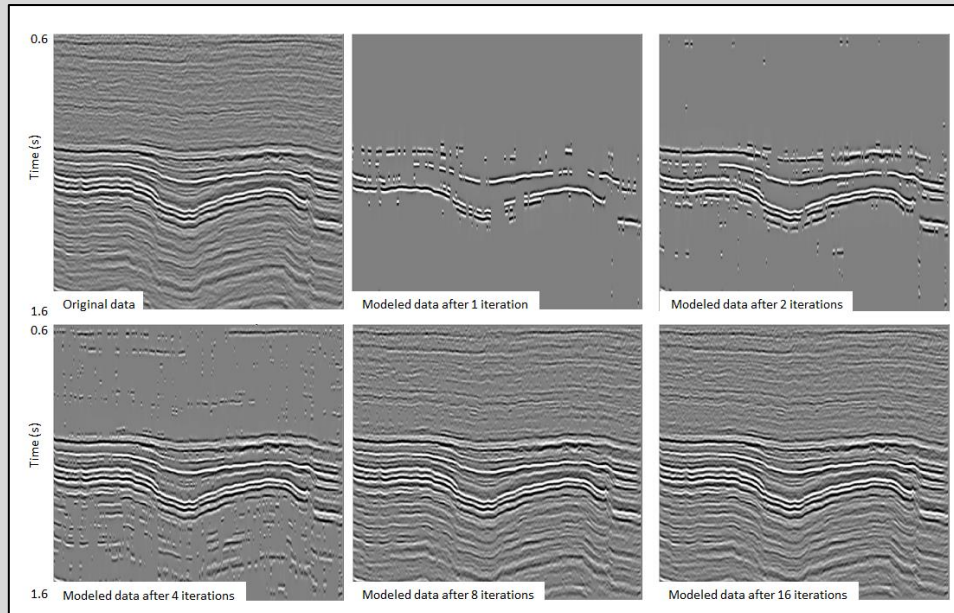 0.6
Time (s)
1.6
Original data
Modeled data after 1 iteration
Modeled data after 2 iterations
0.6
Time (s)
1.6
Modeled data after 4 iterations
Modeled data after 8 iterations
Modeled data after 16 iterations